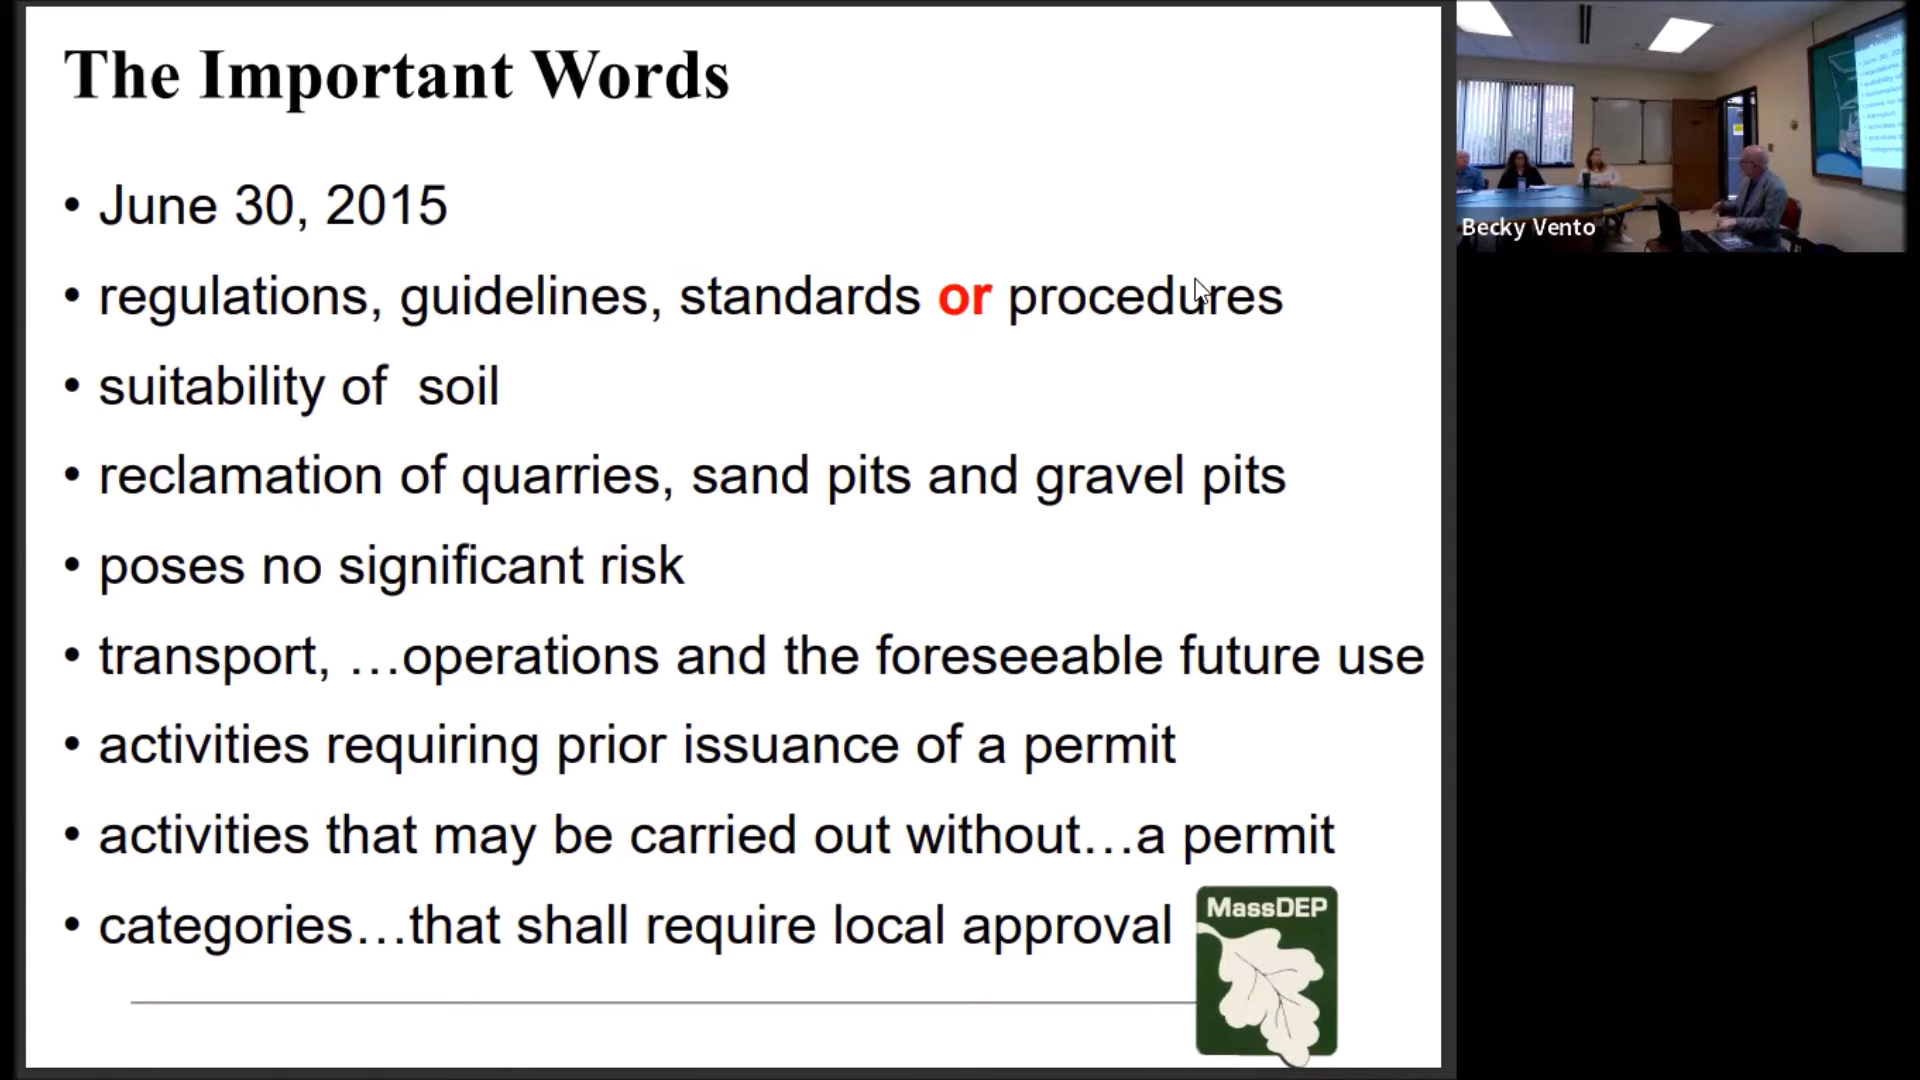 The Important Words
• June 30, 2015
• regulations, guidelines, standards or procedures
• suitability of  soil
• reclamation of quarries, sand pits and gravel pits
• poses no significant risk
• transport, …operations and the foreseeable future use
• activities requiring prior issuance of a permit
• activities that may be carried out without…a permit
• categories…that shall require local approval
MassDEP
Becky Vento